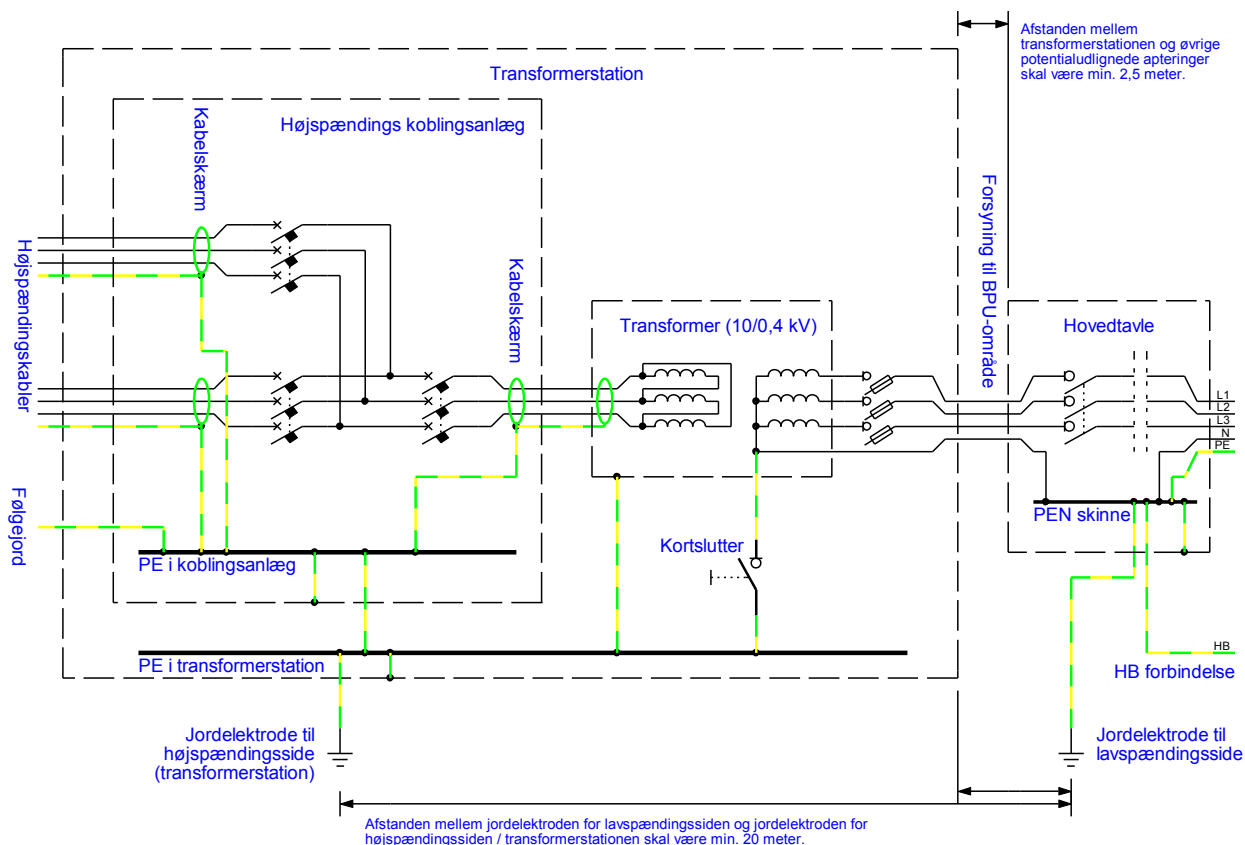 Afstanden mellem
transformerstationen og øvrige
potentialudlignede apteringer
skal være min. 2,5 meter.
Transformerstation
Højspændings koblingsanlæg
Kabelskærm
Højspændingskabler
Kabelskærm
Forsyning til BPU-område
Transformer (10/0,4 kV)
Hovedtavle
L1
L2
L3
N
PE
PEN skinne
Følgejord
PE i koblingsanlæg
Kortslutter
PE i transformerstation
HB
HB forbindelse
Jordelektrode til
højspændingsside
(transformerstation)
Jordelektrode til
lavspændingsside
Afstanden mellem jordelektroden for lavspændingssiden og jordelektroden for
højspændingssiden / transformerstationen skal være min. 20 meter.